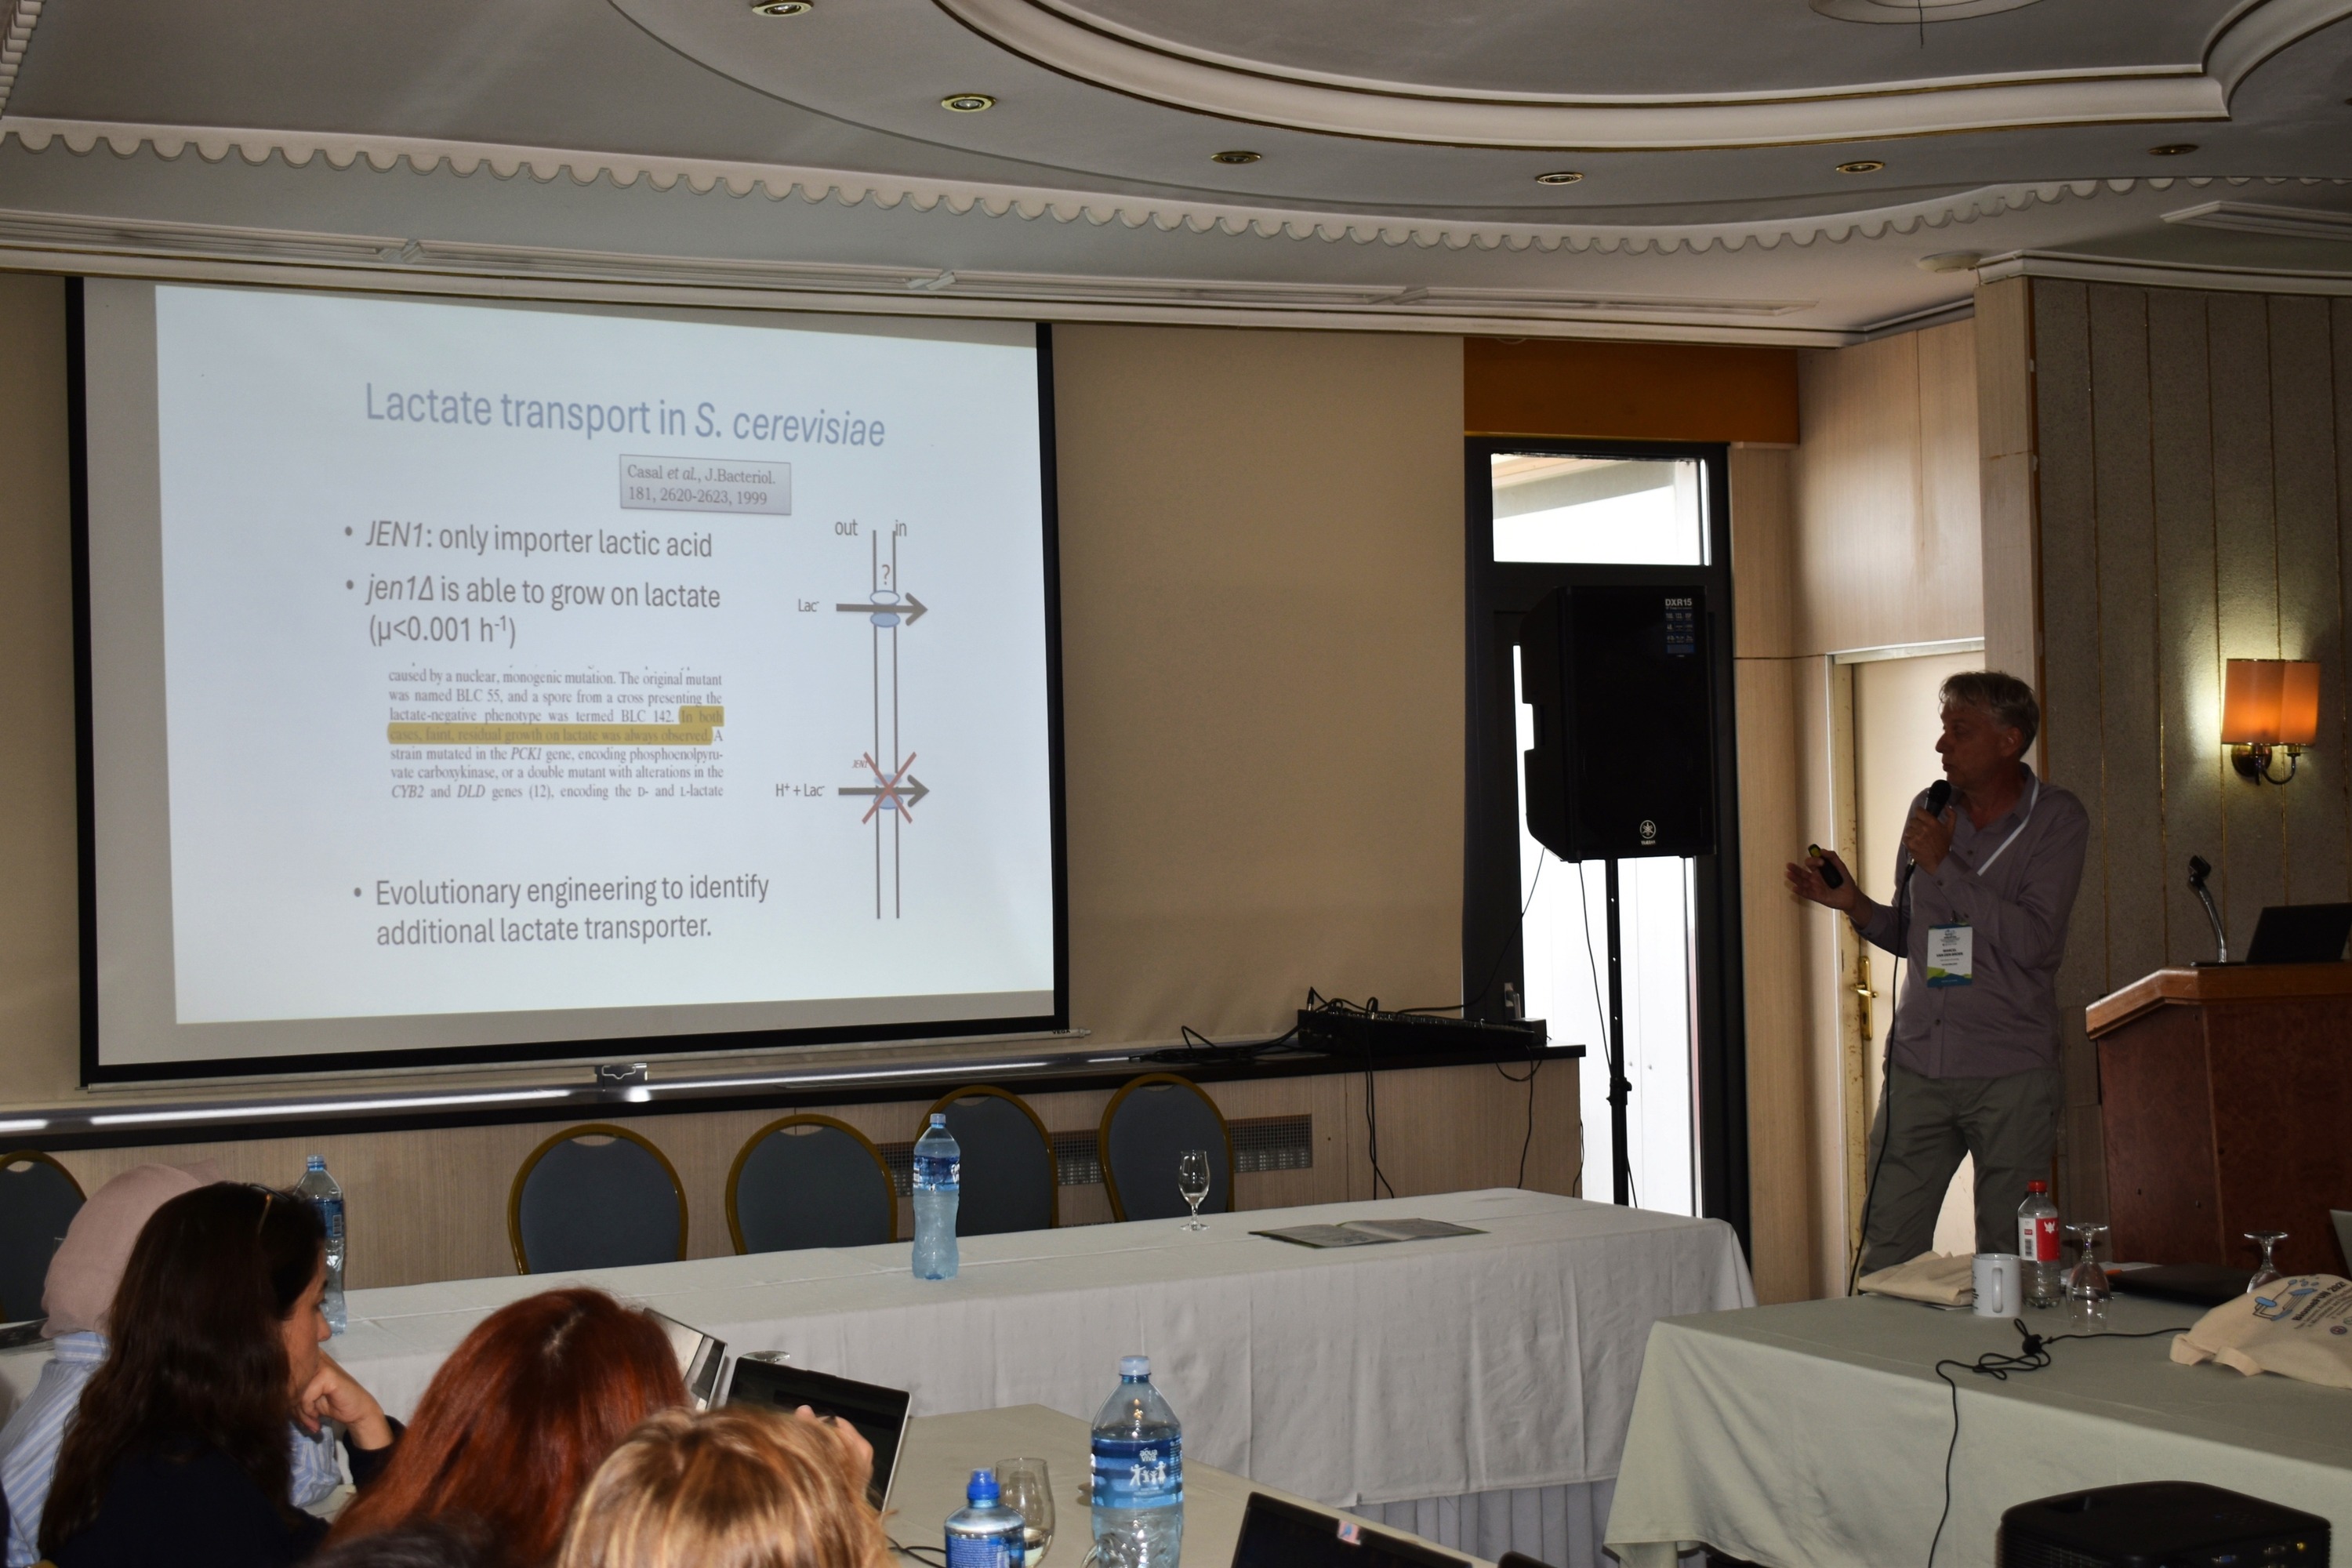 Lactate transport in S. cerevisiae
Casal et al., J.Bacteriol.
181, 2620-2623, 1999
• JEN1: only importer lactic acid
• jen1Δ is able to grow on lactate
(μ<0.001 h⁻¹)
caused by a nuclear, monogenic mutation. The original mutant
was named BLC 55, and a spore from a cross presenting the
lactate-negative phenotype was termed BLC 142. In both
cases, faint, residual growth on lactate was always observed. A
strain mutated in the PCK1 gene, encoding phosphoenolpyru-
vate carboxykinase, or a double mutant with alterations in the
CYB2 and DLD genes (12), encoding the D- and L-lactate
• Evolutionary engineering to identify
additional lactate transporter.
out in
?
Lac⁻
JEN1
H⁺ + Lac⁻
DXR15
YAMAHA
aqua
viva